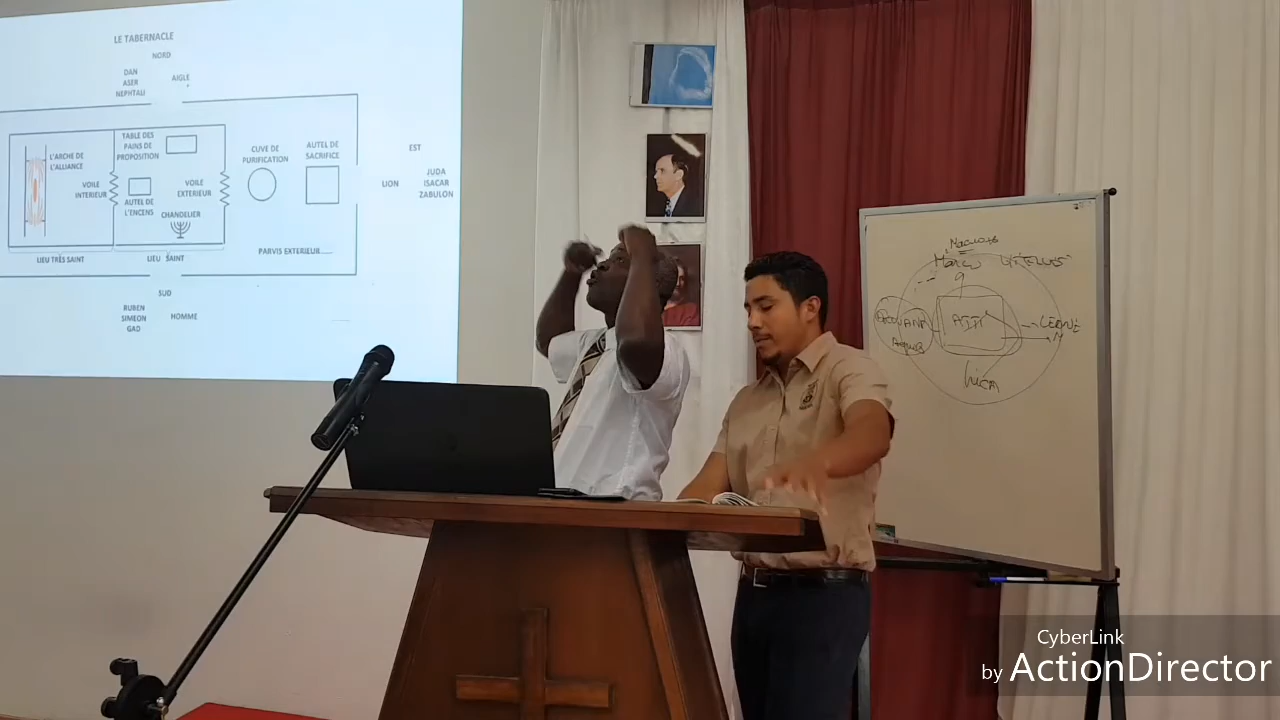 LE TABERNACLE
NORD
DAN
ASER
NEPHTALI
AIGLE
L'ARCHE DE
L'ALLIANCE
VOILE
INTERIEUR
TABLE DES
PAINS DE
PROPOSITION
AUTEL DE
L'ENCENS
VOILE
EXTERIEUR
CHANDELIER
CUVE DE
PURIFICATION
AUTEL DE
SACRIFICE
EST
LION
JUDA
ISACAR
ZABULON
LIEU TRÈS SAINT
LIEU SAINT
PARVIS EXTERIEUR
SUD
RUBEN
SIMEON
GAD
HOMME
CyberLink
by ActionDirector